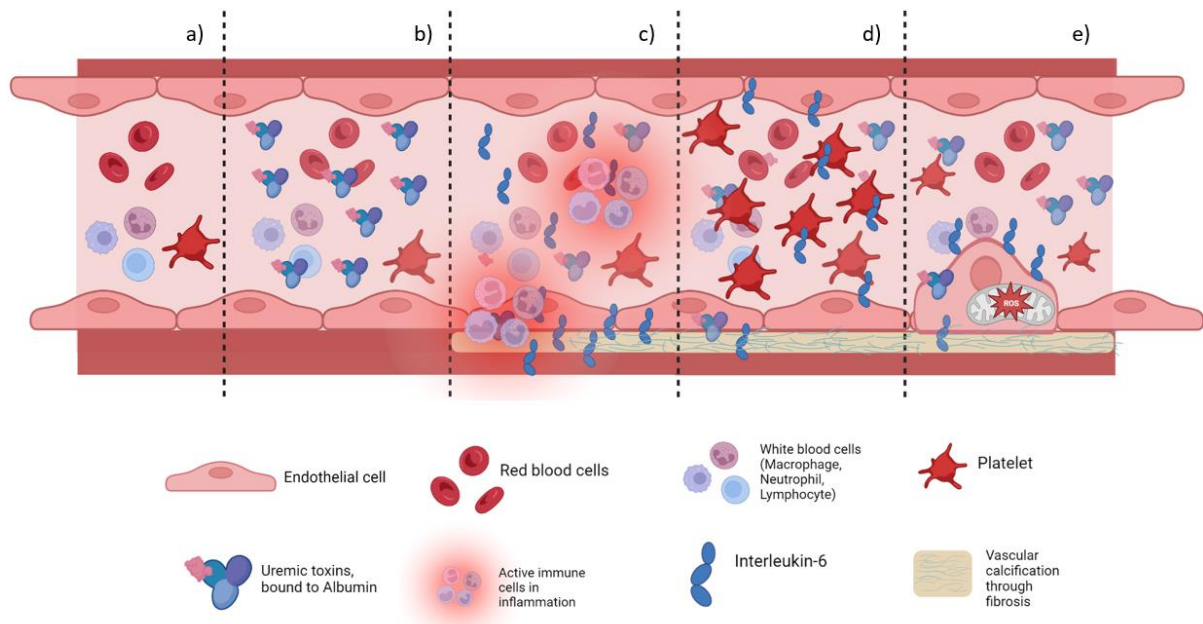 a)
b)
c)
d)
e)
ROS
Endothelial cell
Red blood cells
White blood cells
(Macrophage,
Neutrophil,
Lymphocyte)
Platelet
Uremic toxins,
bound to Albumin
Active immune
cells in
inflammation
Interleukin-6
Vascular
calcification
through
fibrosis